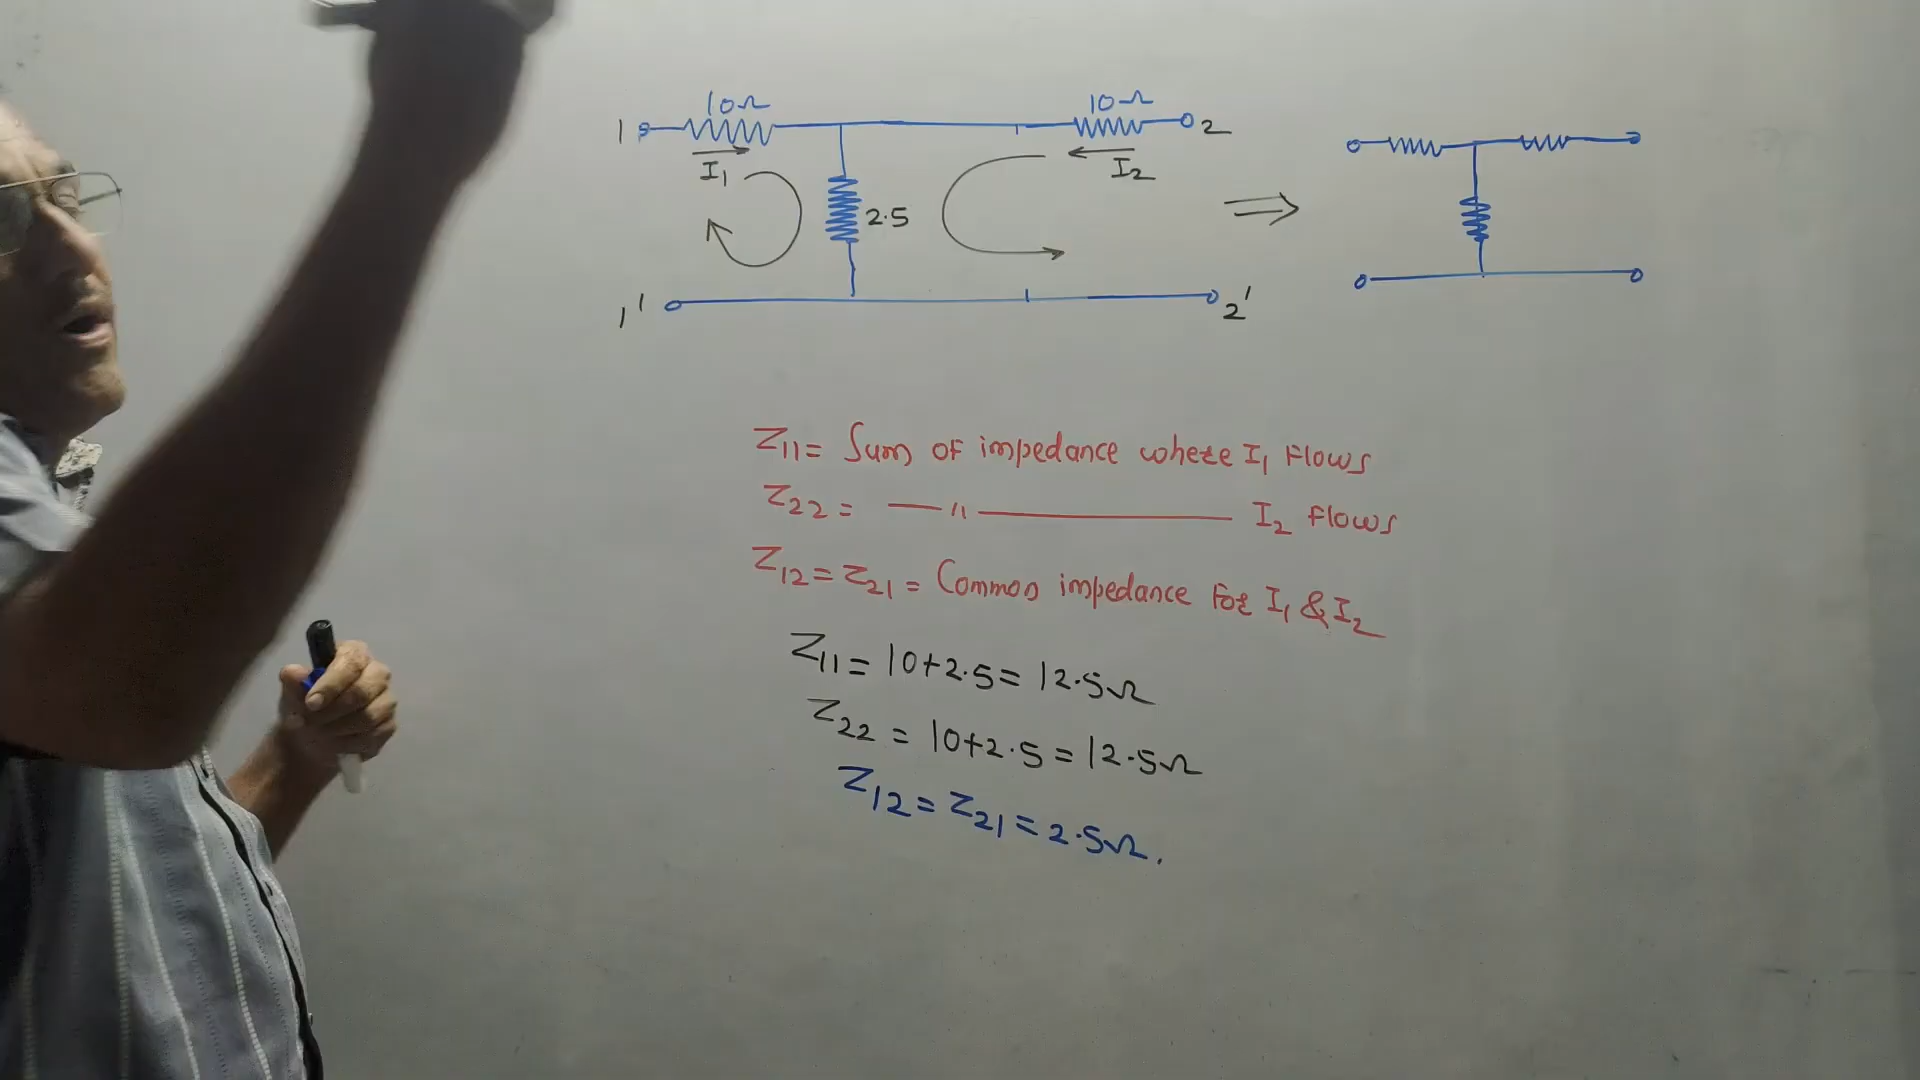 10Ω 10Ω
1 2
I1 I2
2.5
1' 2'
⇒
Z11 = Sum of impedance where I1 flows
Z22 = —〃— I2 flows
Z12 = Z21 = Common impedance for I1 & I2
Z11 = 10+2.5 = 12.5Ω
Z22 = 10+2.5 = 12.5Ω
Z12 = Z21 = 2.5Ω.